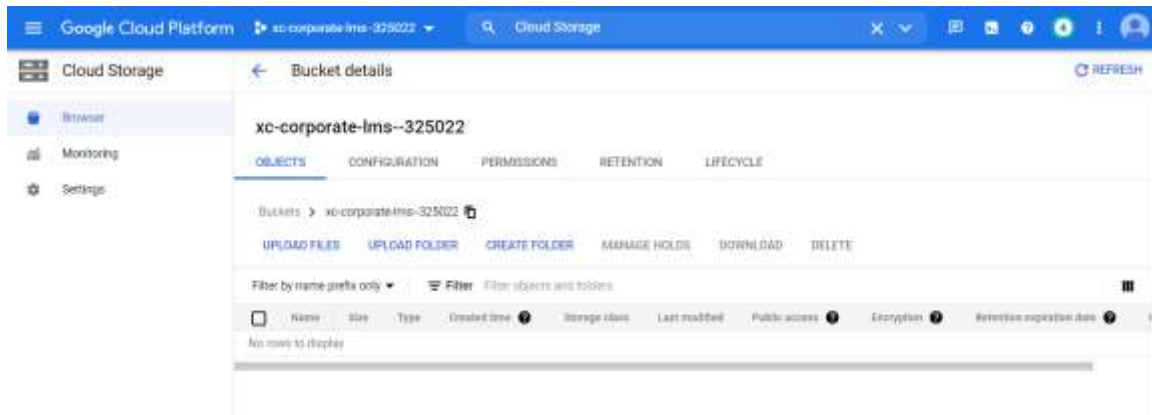 Google Cloud Platform xc-corporate-lms-325022 Cloud Storage
Cloud Storage Bucket details REFRESH
Browser
Monitoring
Settings
xc-corporate-lms--325022
OBJECTS CONFIGURATION PERMISSIONS RETENTION LIFECYCLE
Buckets > xc-corporate-lms-325022
UPLOAD FILES UPLOAD FOLDER CREATE FOLDER MANAGE HOLDS DOWNLOAD DELETE
Filter by name prefix only Filter Filter objects and folders
Name Size Type Created time Storage class Last modified Public access Encryption Retention expiration date
No rows to display